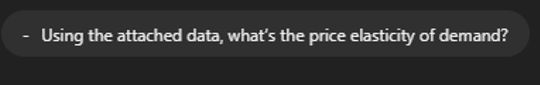 - Using the attached data, what's the price elasticity of demand?